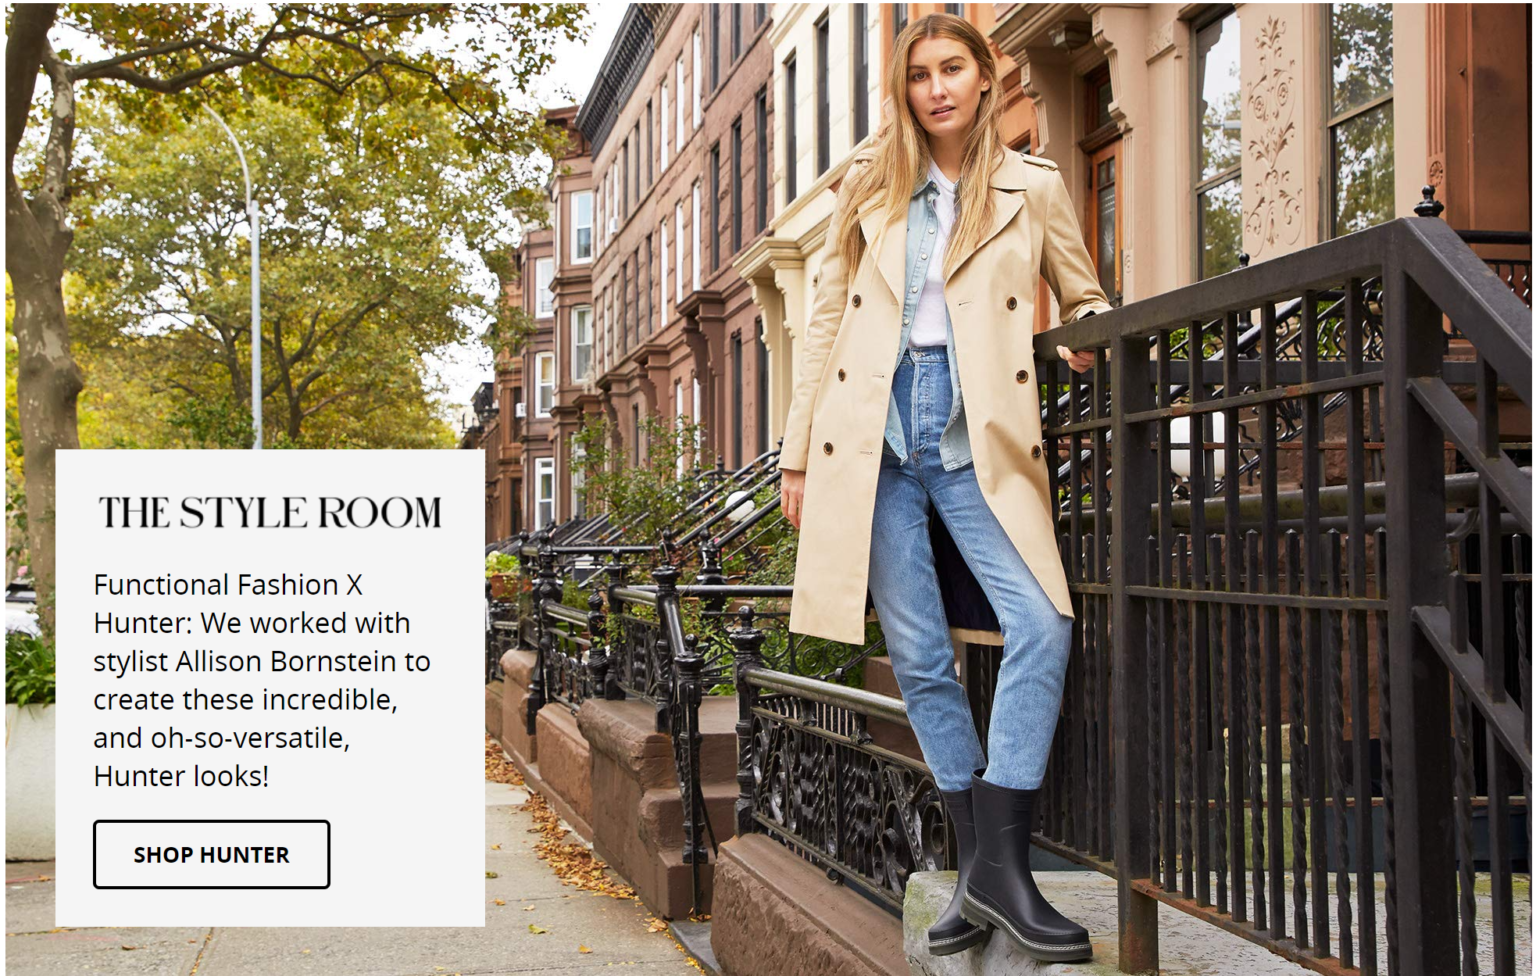 THE STYLE ROOM
Functional Fashion X
Hunter: We worked with
stylist Allison Bornstein to
create these incredible,
and oh-so-versatile,
Hunter looks!
SHOP HUNTER